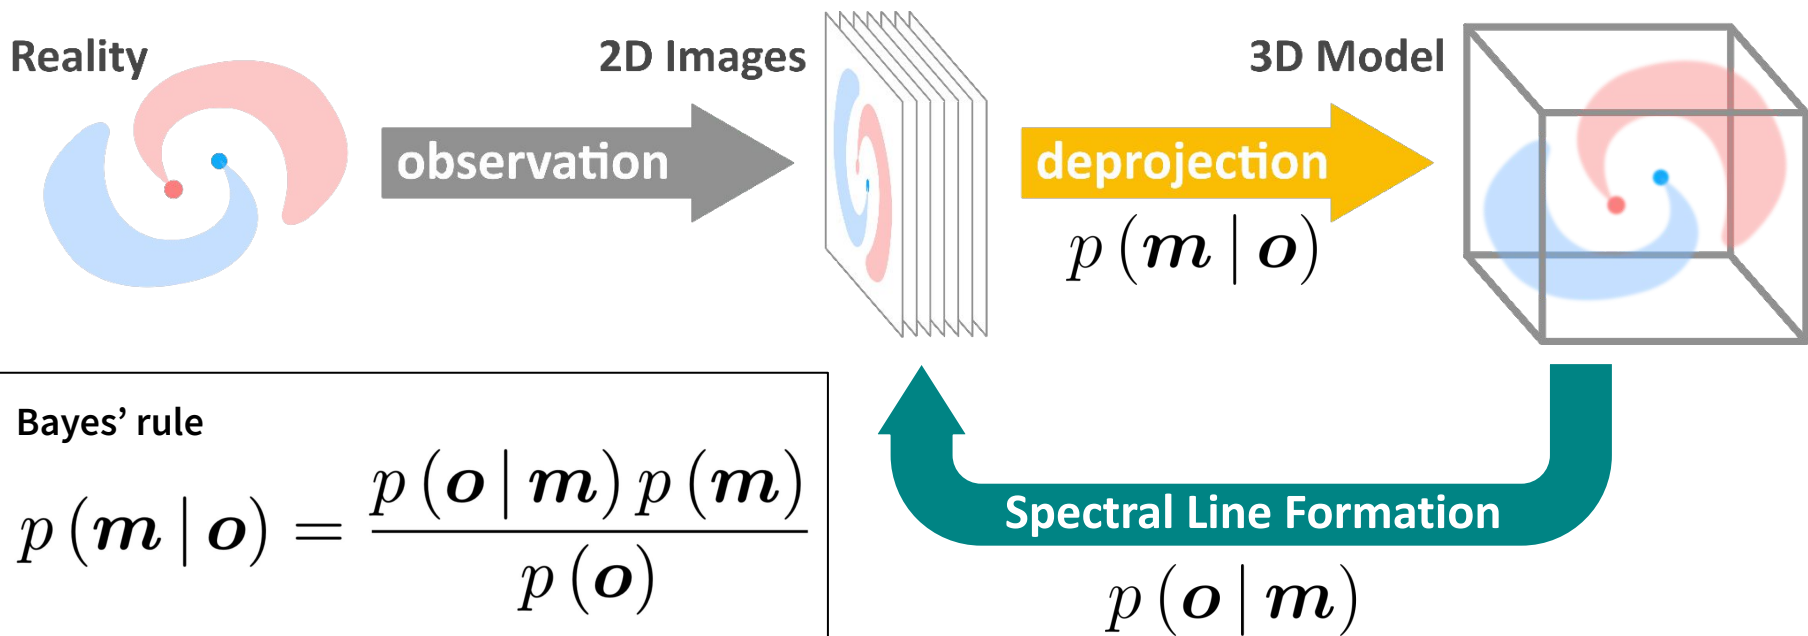 Reality
2D Images
3D Model
observation
deprojection
p (m | o)
Bayes’ rule
p (m | o) = p (o | m) p (m) / p (o)
Spectral Line Formation
p (o | m)